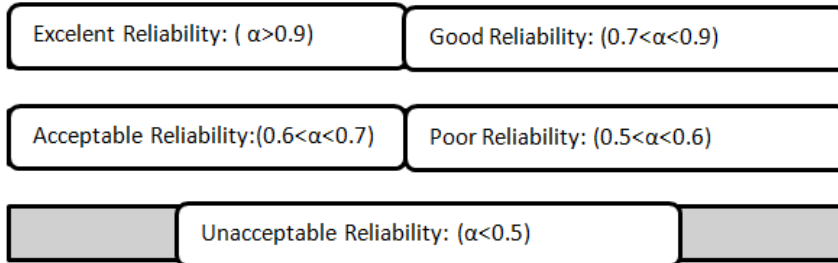 Excelent Reliability: ( α>0.9)
Good Reliability: (0.7<α<0.9)
Acceptable Reliability:(0.6<α<0.7)
Poor Reliability: (0.5<α<0.6)
Unacceptable Reliability: (α<0.5)